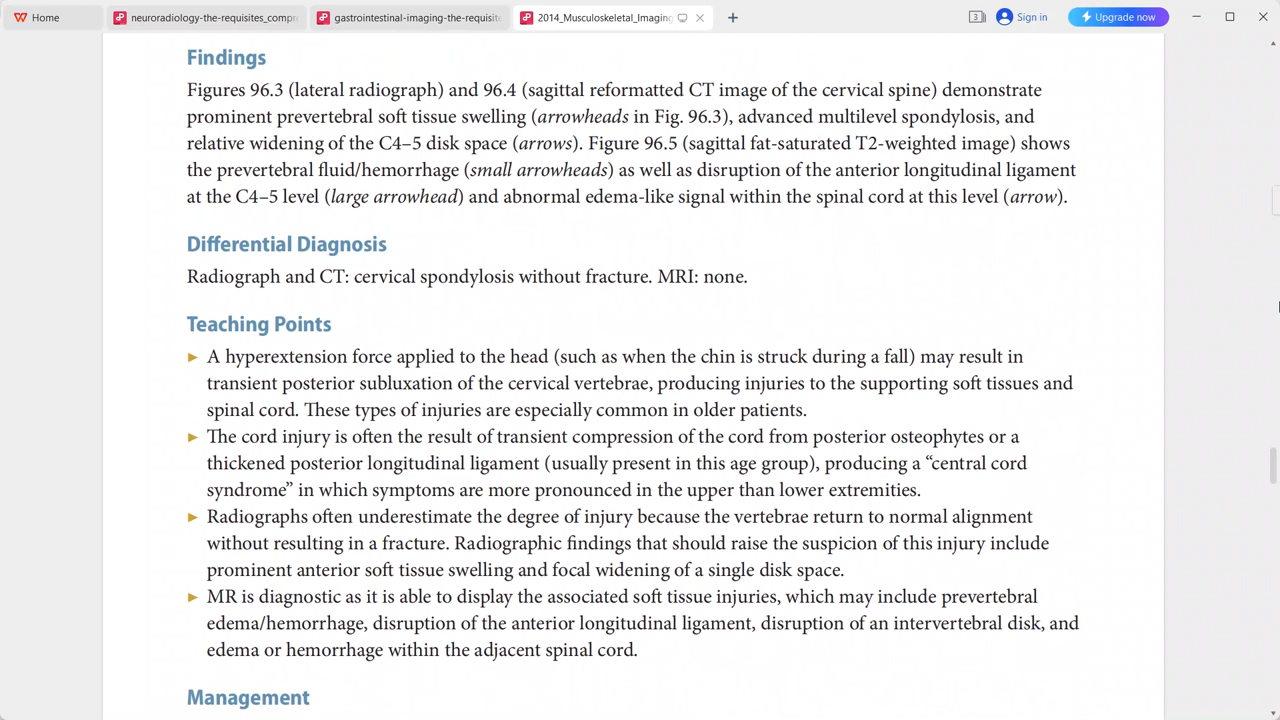 Home
neuroradiology-the-requisites_compr
gastrointestinal-imaging-the-requisite
2014_Musculoskeletal_Imaging
3
Sign in
Upgrade now
Findings
Figures 96.3 (lateral radiograph) and 96.4 (sagittal reformatted CT image of the cervical spine) demonstrate
prominent prevertebral soft tissue swelling (arrowheads in Fig. 96.3), advanced multilevel spondylosis, and
relative widening of the C4–5 disk space (arrows). Figure 96.5 (sagittal fat-saturated T2-weighted image) shows
the prevertebral fluid/hemorrhage (small arrowheads) as well as disruption of the anterior longitudinal ligament
at the C4–5 level (large arrowhead) and abnormal edema-like signal within the spinal cord at this level (arrow).
Differential Diagnosis
Radiograph and CT: cervical spondylosis without fracture. MRI: none.
Teaching Points
► A hyperextension force applied to the head (such as when the chin is struck during a fall) may result in
transient posterior subluxation of the cervical vertebrae, producing injuries to the supporting soft tissues and
spinal cord. These types of injuries are especially common in older patients.
► The cord injury is often the result of transient compression of the cord from posterior osteophytes or a
thickened posterior longitudinal ligament (usually present in this age group), producing a “central cord
syndrome” in which symptoms are more pronounced in the upper than lower extremities.
► Radiographs often underestimate the degree of injury because the vertebrae return to normal alignment
without resulting in a fracture. Radiographic findings that should raise the suspicion of this injury include
prominent anterior soft tissue swelling and focal widening of a single disk space.
► MR is diagnostic as it is able to display the associated soft tissue injuries, which may include prevertebral
edema/hemorrhage, disruption of the anterior longitudinal ligament, disruption of an intervertebral disk, and
edema or hemorrhage within the adjacent spinal cord.
Management